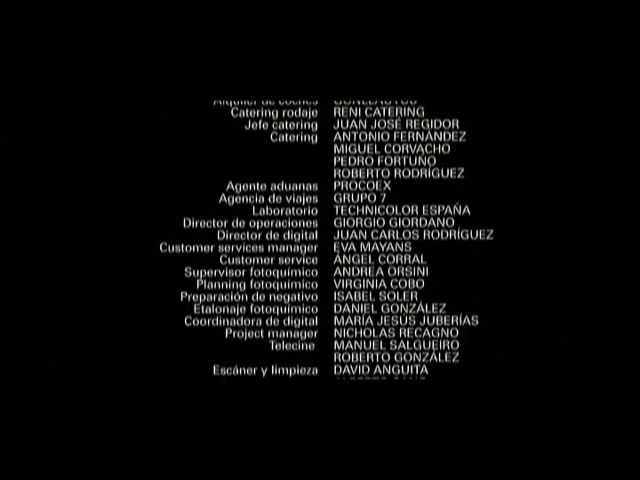 Alquiler de coches
Catering rodaje RENI CATERING
Jefe catering JUAN JOSÉ REGIDOR
Catering ANTONIO FERNÁNDEZ
MIGUEL CORVACHO
PEDRO FORTUÑO
ROBERTO RODRÍGUEZ
Agente aduanas PROCOEX
Agencia de viajes GRUPO 7
Laboratorio TECHNICOLOR ESPAÑA
Director de operaciones GIORGIO GIORDANO
Director de digital JUAN CARLOS RODRÍGUEZ
Customer services manager EVA MAYANS
Customer service ÁNGEL CORRAL
Supervisor fotoquímico ANDREA ORSINI
Planning fotoquímico VIRGINIA COBO
Preparación de negativo ISABEL SOLER
Etalonaje fotoquímico DANIEL GONZÁLEZ
Coordinadora de digital MARÍA JESÚS JUBERÍAS
Project manager NICHOLAS RECAGNO
Telecine MANUEL SALGUEIRO
ROBERTO GONZÁLEZ
Escáner y limpieza DAVID ANGUITA